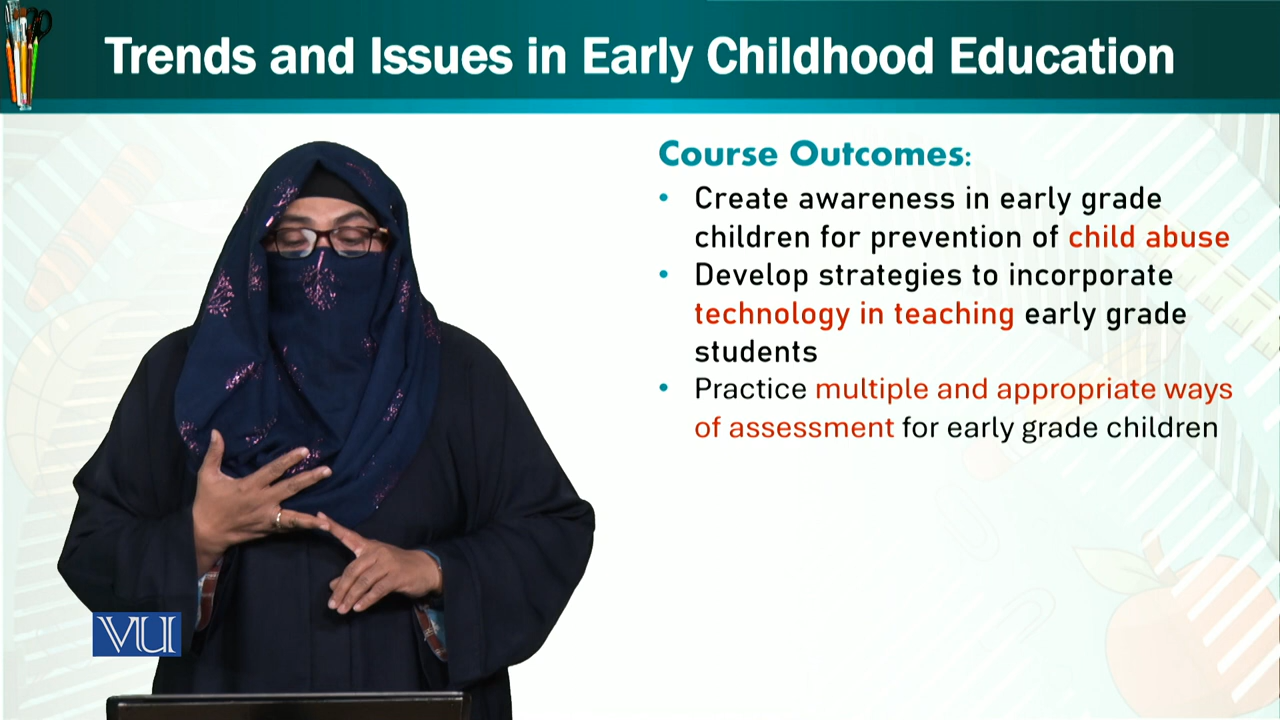 Trends and Issues in Early Childhood Education
Course Outcomes:
• Create awareness in early grade
children for prevention of child abuse
• Develop strategies to incorporate
technology in teaching early grade
students
• Practice multiple and appropriate ways
of assessment for early grade children
VU